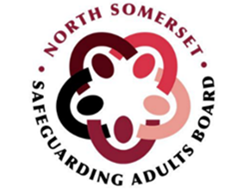 • NORTH SOMERSET •
SAFEGUARDING ADULTS BOARD